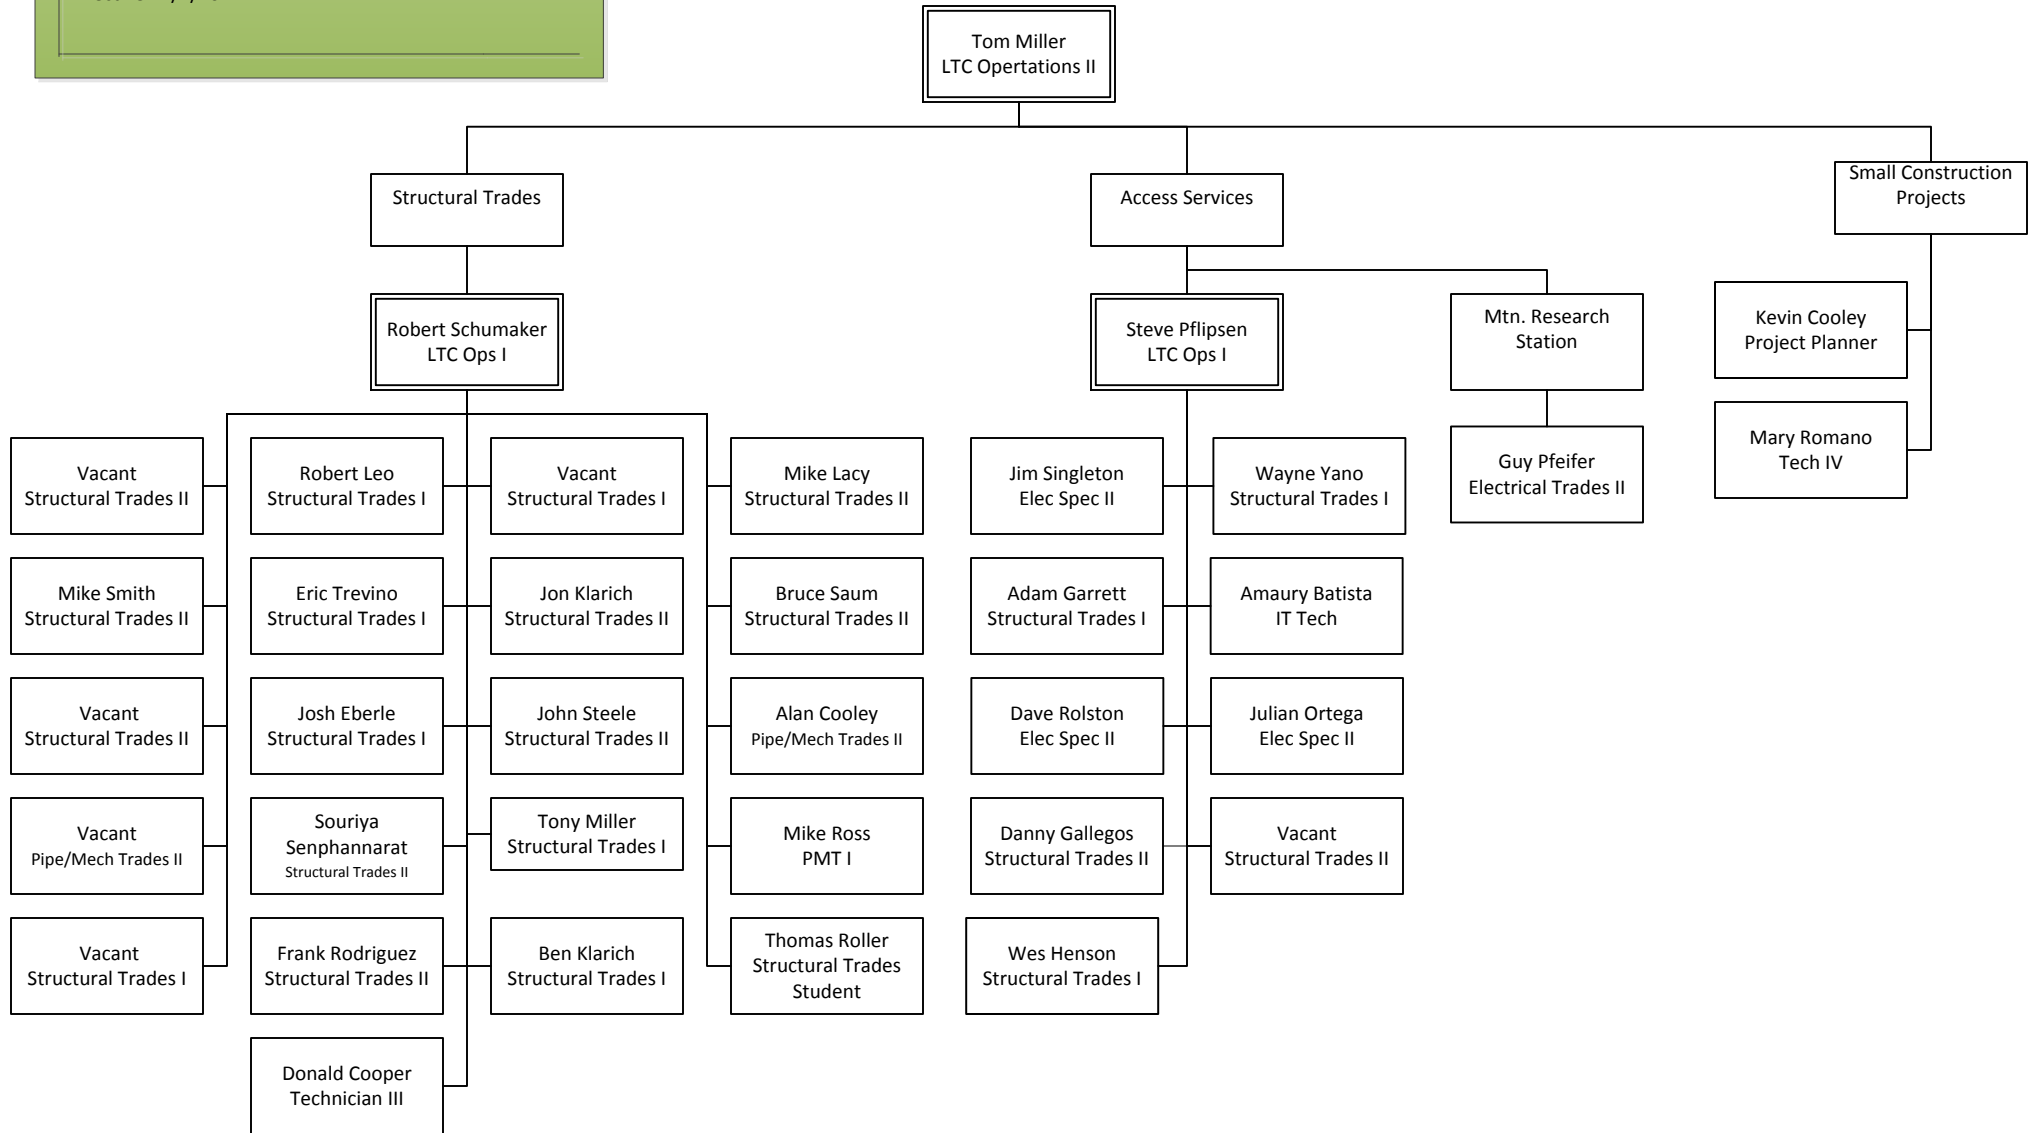 Tom Miller
LTC Opertations II
Structural Trades
Access Services
Small Construction
Projects
Robert Schumaker
LTC Ops I
Steve Pflipsen
LTC Ops I
Mtn. Research
Station
Kevin Cooley
Project Planner
Mary Romano
Tech IV
Guy Pfeifer
Electrical Trades II
Vacant
Structural Trades II
Robert Leo
Structural Trades I
Vacant
Structural Trades I
Mike Lacy
Structural Trades II
Jim Singleton
Elec Spec II
Wayne Yano
Structural Trades I
Mike Smith
Structural Trades II
Eric Trevino
Structural Trades I
Jon Klarich
Structural Trades II
Bruce Saum
Structural Trades II
Adam Garrett
Structural Trades I
Amaury Batista
IT Tech
Vacant
Structural Trades II
Josh Eberle
Structural Trades I
John Steele
Structural Trades II
Alan Cooley
Pipe/Mech Trades II
Dave Rolston
Elec Spec II
Julian Ortega
Elec Spec II
Vacant
Pipe/Mech Trades II
Souriya
Senphannarat
Structural Trades II
Tony Miller
Structural Trades I
Mike Ross
PMT I
Danny Gallegos
Structural Trades II
Vacant
Structural Trades II
Vacant
Structural Trades I
Frank Rodriguez
Structural Trades II
Ben Klarich
Structural Trades I
Thomas Roller
Structural Trades
Student
Wes Henson
Structural Trades I
Donald Cooper
Technician III